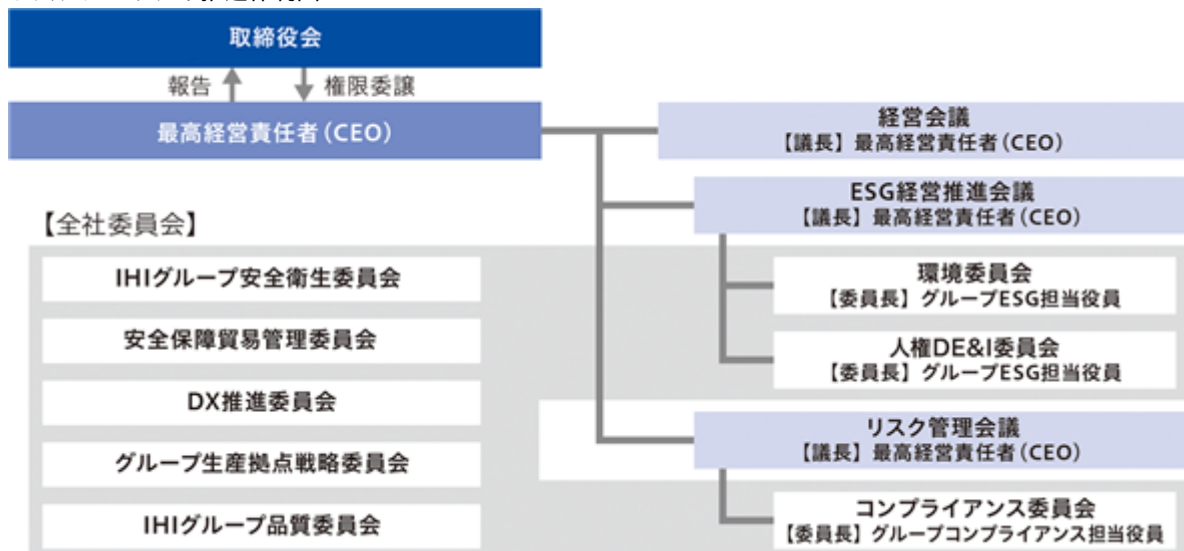 取締役会
報告
権限委譲
最高経営責任者(CEO)
経営会議
【議長】最高経営責任者(CEO)
ESG経営推進会議
【議長】最高経営責任者(CEO)
【全社委員会】
IHIグループ安全衛生委員会
安全保障貿易管理委員会
DX推進委員会
グループ生産拠点戦略委員会
IHIグループ品質委員会
環境委員会
【委員長】グループESG担当役員
人権DE&I委員会
【委員長】グループESG担当役員
リスク管理会議
【議長】最高経営責任者(CEO)
コンプライアンス委員会
【委員長】グループコンプライアンス担当役員